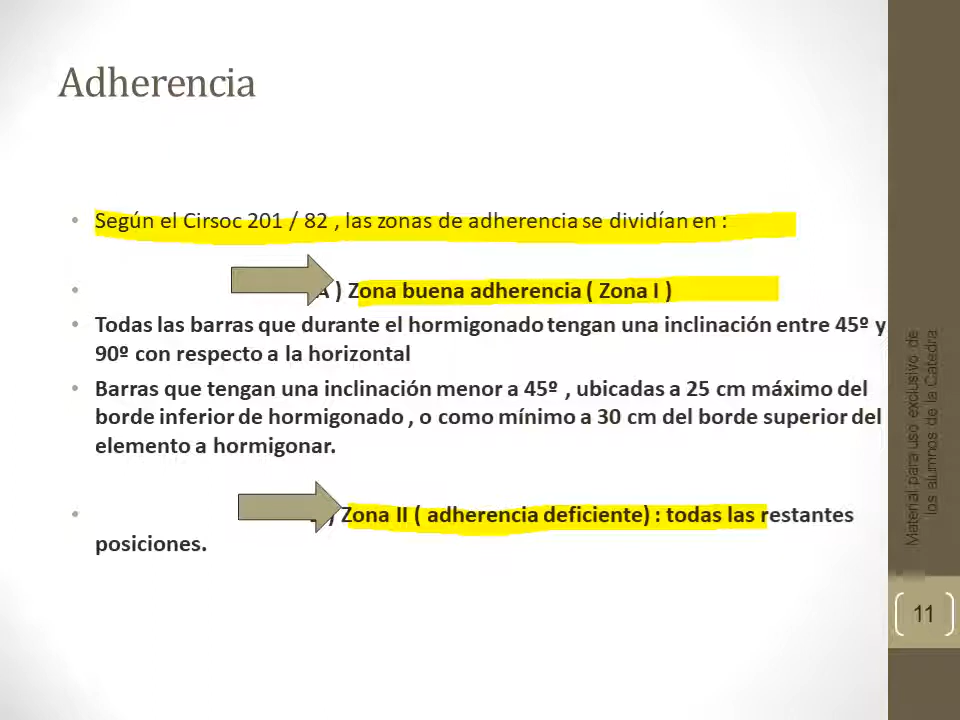 Adherencia
• Según el Cirsoc 201 / 82 , las zonas de adherencia se dividían en :
• A ) Zona buena adherencia ( Zona I )
• Todas las barras que durante el hormigonado tengan una inclinación entre 45º y
90º con respecto a la horizontal
• Barras que tengan una inclinación menor a 45º , ubicadas a 25 cm máximo del
borde inferior de hormigonado , o como mínimo a 30 cm del borde superior del
elemento a hormigonar.
• ) Zona II ( adherencia deficiente) : todas las restantes
posiciones.
Material para uso exclusivo de
los alumnos de la Catedra
11